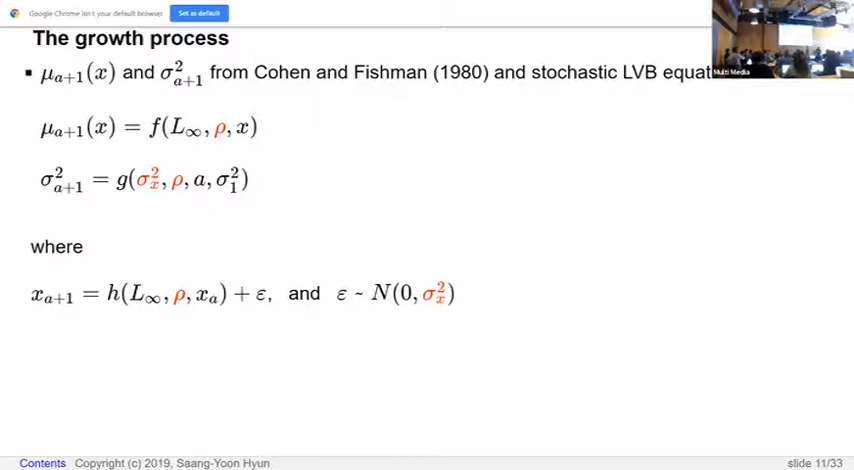 Google Chrome isn't your default browser Set as default
The growth process
▪ μₐ₊₁(x) and σ²ₐ₊₁ from Cohen and Fishman (1980) and stochastic LVB
Multi Media
μₐ₊₁(x) = f(L∞, ρ, x)
σ²ₐ₊₁ = g(σ²ₓ, ρ, a, σ²₁)
where
xₐ₊₁ = h(L∞, ρ, xₐ) + ε, and ε ~ N(0, σ²ₓ)
Contents Copyright (c) 2019, Saang-Yoon Hyun slide 11/33